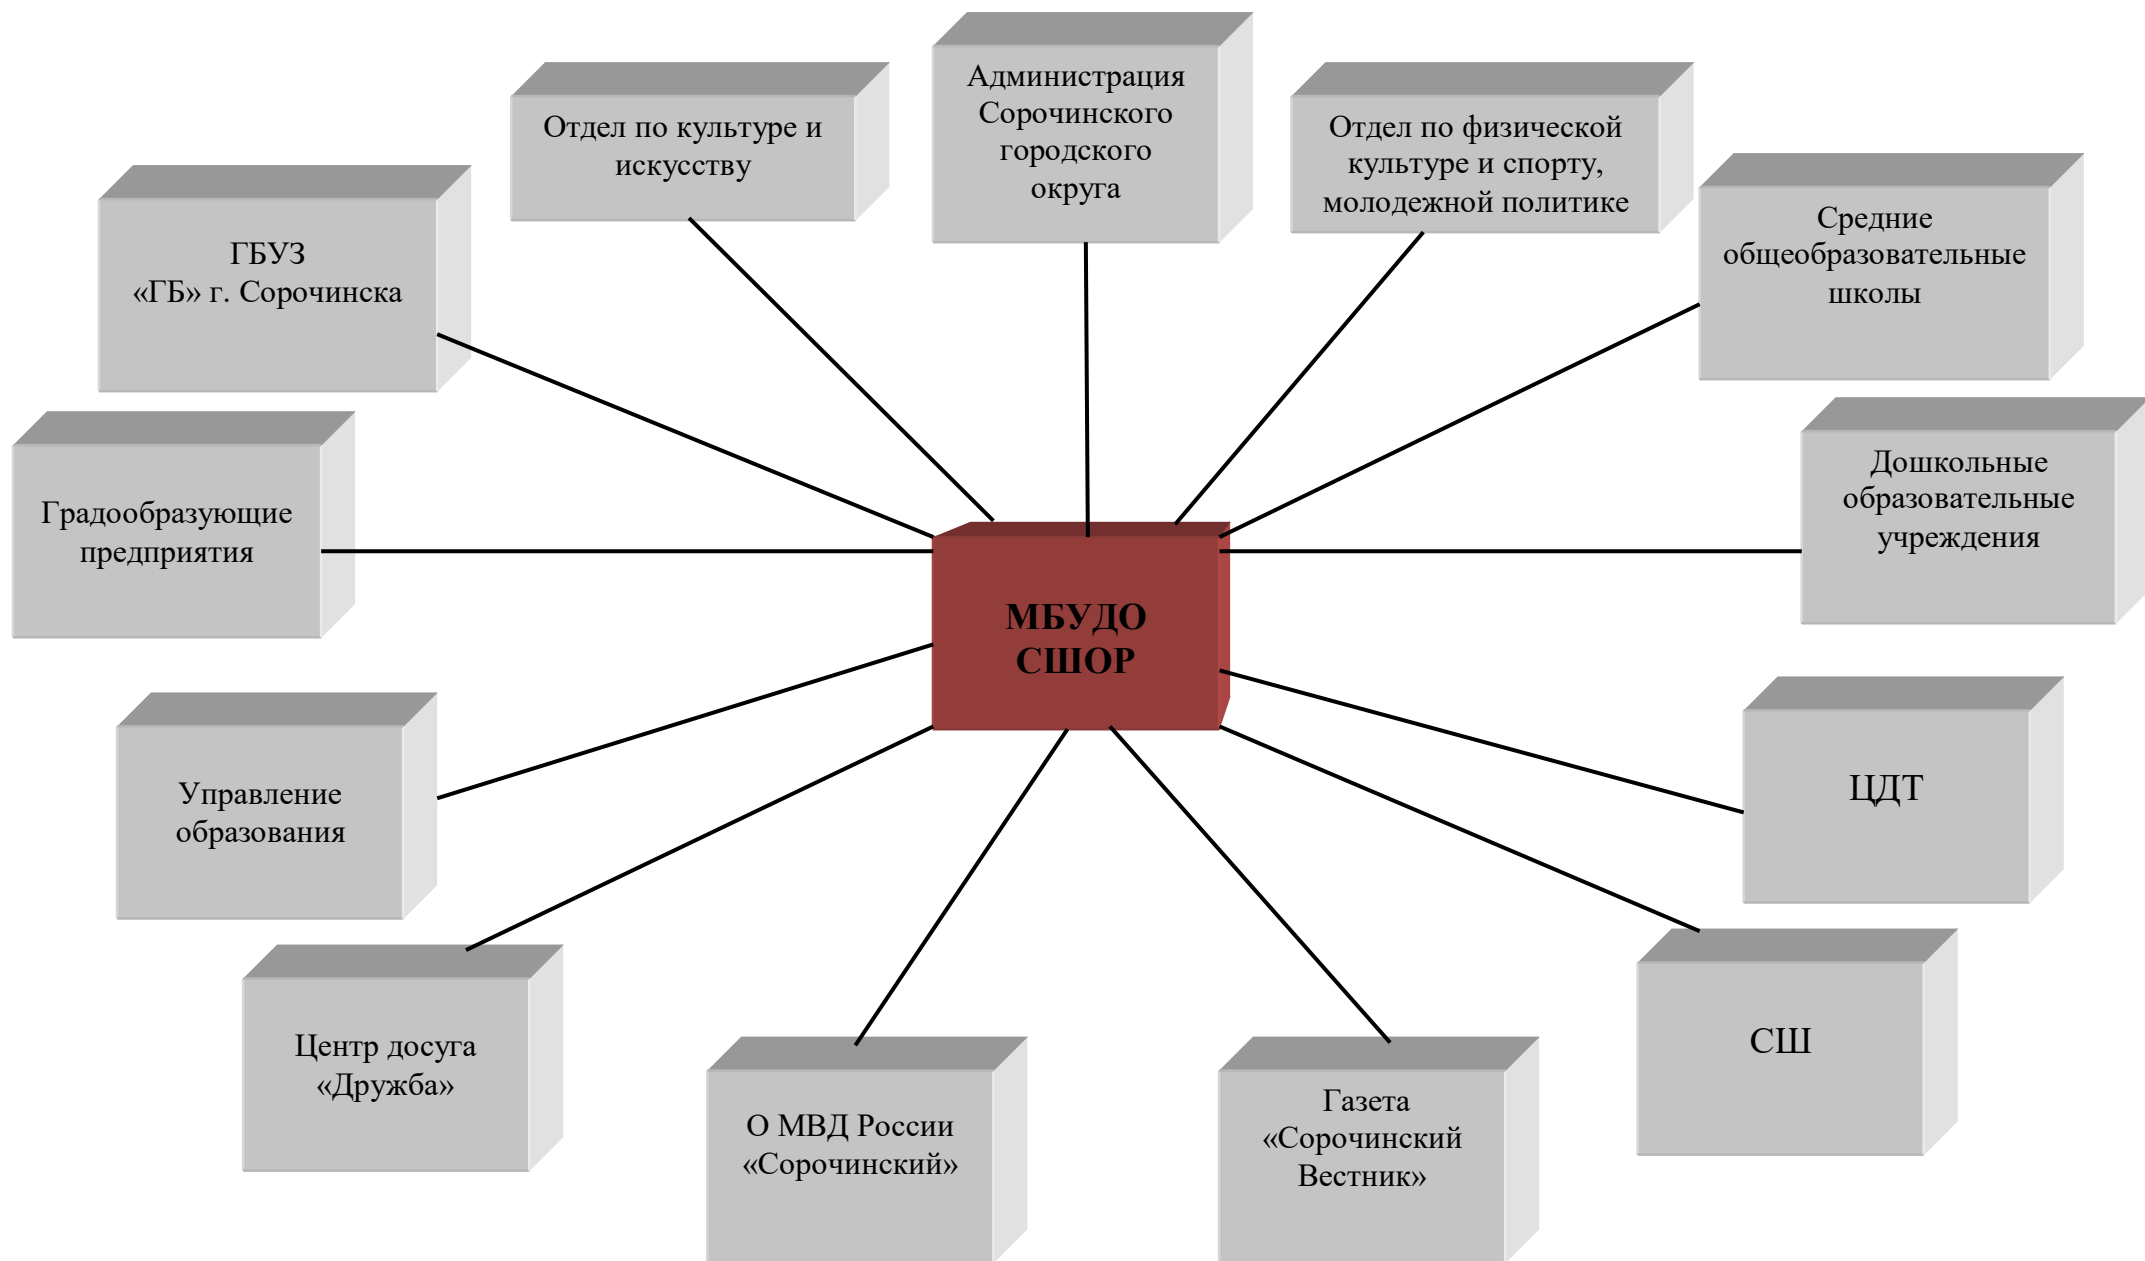 Администрация
Сорочинского
городского
округа
Отдел по культуре и
искусству
Отдел по физической
культуре и спорту,
молодежной политике
ГБУЗ
«ГБ» г. Сорочинска
Средние
общеобразовательные
школы
Градообразующие
предприятия
Дошкольные
образовательные
учреждения
МБУДО
СШОР
Управление
образования
ЦДТ
Центр досуга
«Дружба»
СШ
О МВД России
«Сорочинский»
Газета
«Сорочинский
Вестник»